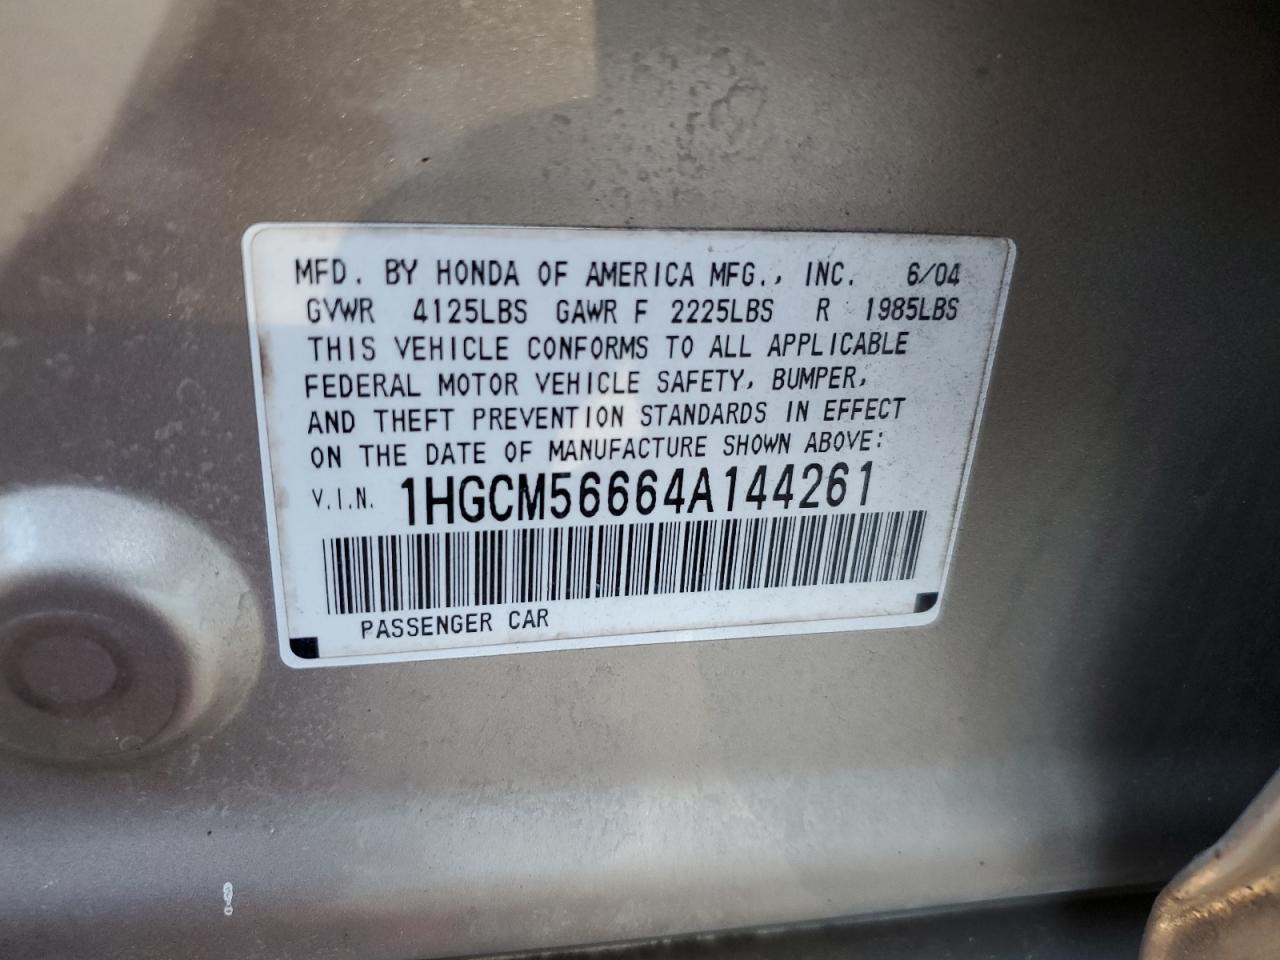 MFD. BY HONDA OF AMERICA MFG., INC. 6/04
GVWR 4125LBS GAWR F 2225LBS R 1985LBS
THIS VEHICLE CONFORMS TO ALL APPLICABLE
FEDERAL MOTOR VEHICLE SAFETY, BUMPER,
AND THEFT PREVENTION STANDARDS IN EFFECT
ON THE DATE OF MANUFACTURE SHOWN ABOVE:
V.I.N. 1HGCM56664A144261
PASSENGER CAR